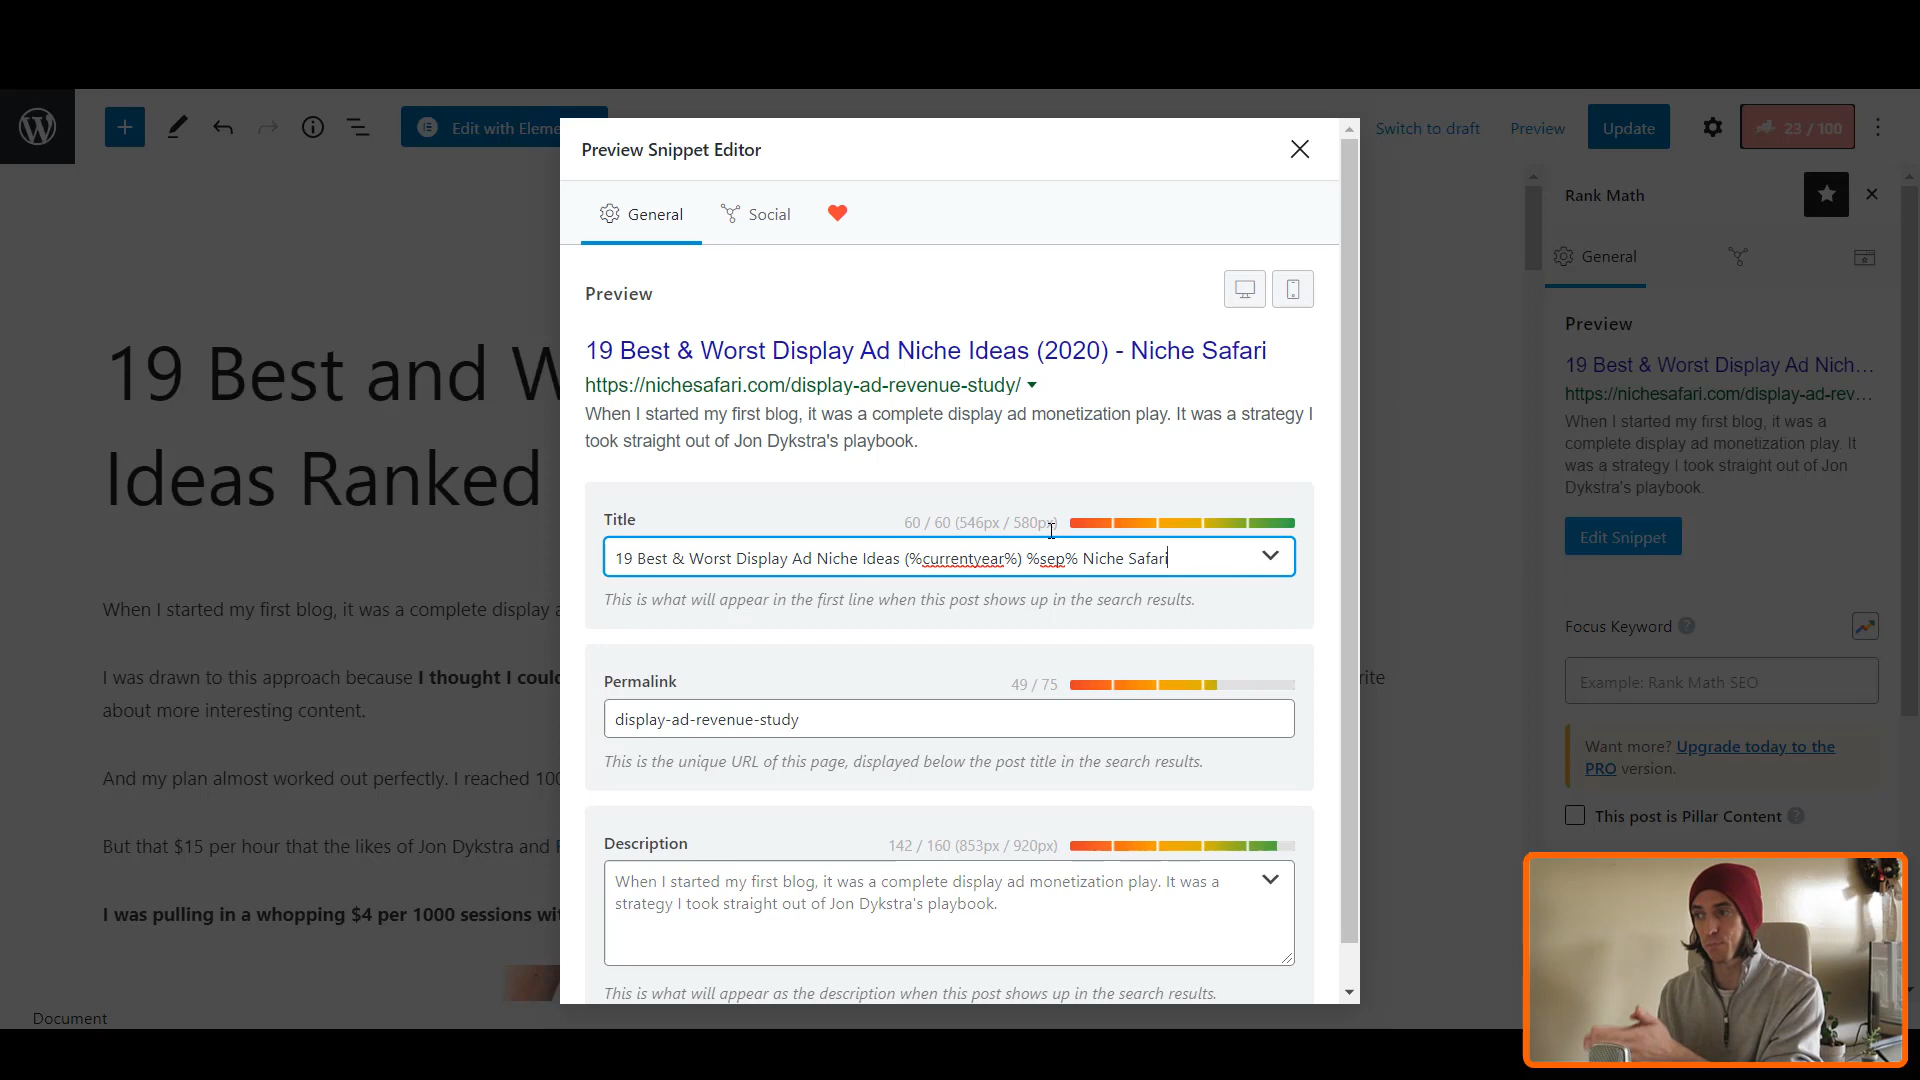 Edit with Eleme
Switch to draft
Preview
Update
23 / 100
Preview Snippet Editor
General
Social
Preview
19 Best & Worst Display Ad Niche Ideas (2020) - Niche Safari
https://nichesafari.com/display-ad-revenue-study/
When I started my first blog, it was a complete display ad monetization play. It was a strategy I
took straight out of Jon Dykstra's playbook.
Title
60 / 60 (546px / 580px)
19 Best & Worst Display Ad Niche Ideas (%currentyear%) %sep% Niche Safari
This is what will appear in the first line when this post shows up in the search results.
Permalink
49 / 75
display-ad-revenue-study
This is the unique URL of this page, displayed below the post title in the search results.
Description
142 / 160 (853px / 920px)
When I started my first blog, it was a complete display ad monetization play. It was a
strategy I took straight out of Jon Dykstra's playbook.
This is what will appear as the description when this post shows up in the search results.
19 Best and W
Ideas Ranked
When I started my first blog, it was a complete display a
I was drawn to this approach because I thought I could
rite
about more interesting content.
And my plan almost worked out perfectly. I reached 100
But that $15 per hour that the likes of Jon Dykstra and
I was pulling in a whopping $4 per 1000 sessions wi
Document
Rank Math
General
Preview
19 Best & Worst Display Ad Nich...
https://nichesafari.com/display-ad-rev...
When I started my first blog, it was a
complete display ad monetization play. It
was a strategy I took straight out of Jon
Dykstra's playbook.
Edit Snippet
Focus Keyword
Example: Rank Math SEO
Want more? Upgrade today to the
PRO version.
This post is Pillar Content